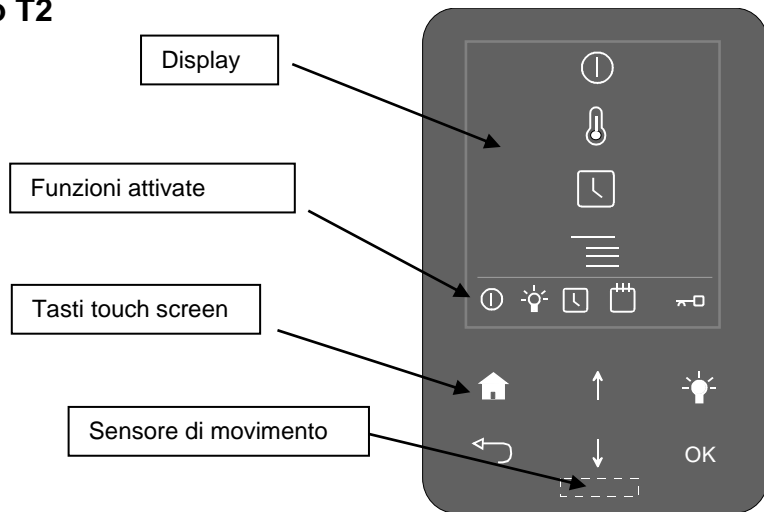 T2
Display
Funzioni attivate
Tasti touch screen
Sensore di movimento
OK